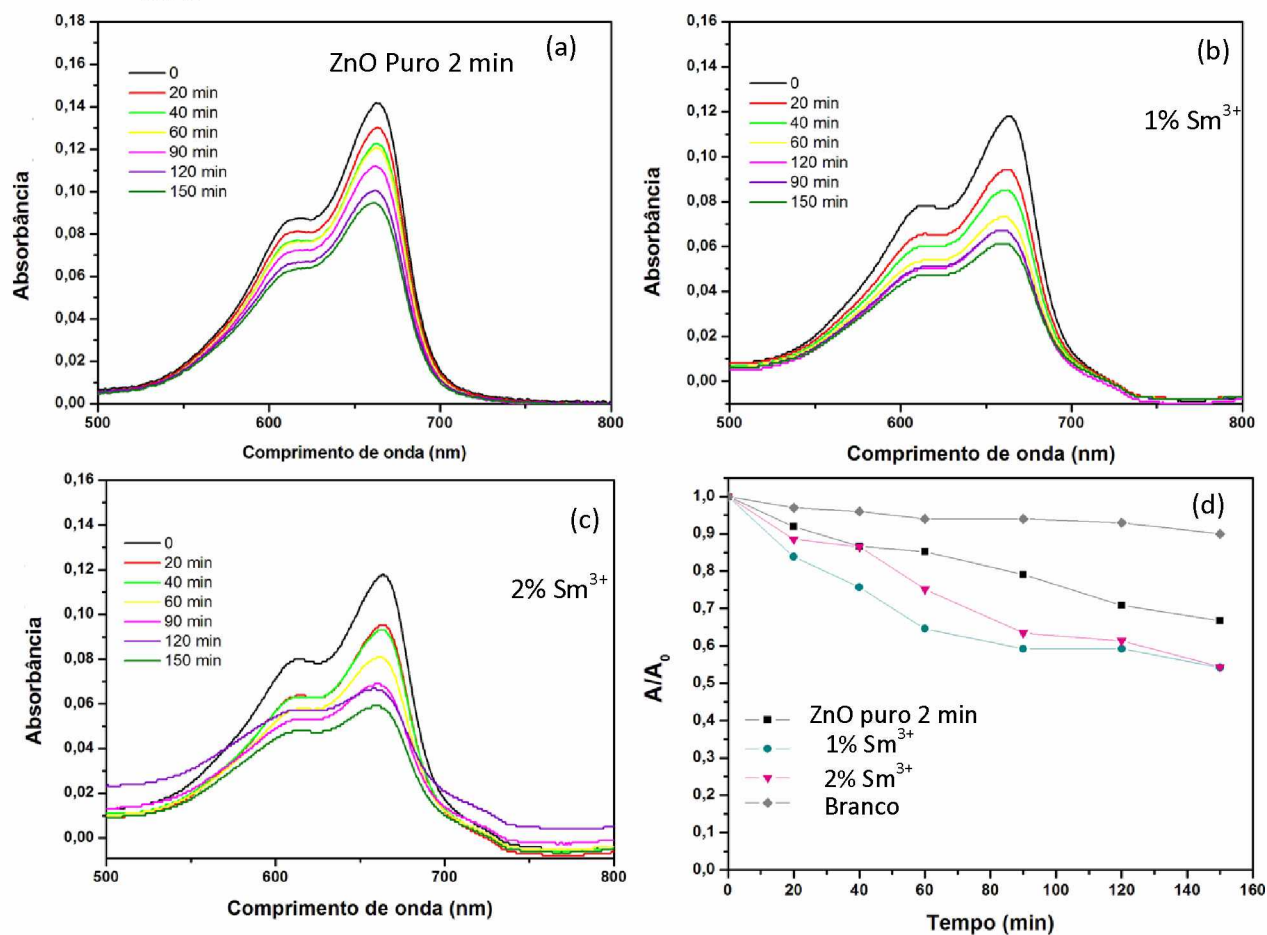 0,18
0,16
0,14
0,12
0,10
0,08
0,06
0,04
0,02
0,00
Absorbância
(a)
ZnO Puro 2 min
0
20 min
40 min
60 min
90 min
120 min
150 min
500
600
700
800
Comprimento de onda (nm)
0,16
0,14
0,12
0,10
0,08
0,06
0,04
0,02
0,00
Absorbância
(b)
1% Sm³⁺
0
20 min
40 min
60 min
120 min
90 min
150 min
500
600
700
800
Comprimento de onda (nm)
0,16
0,14
0,12
0,10
0,08
0,06
0,04
0,02
0,00
Absorbância
(c)
2% Sm³⁺
0
20 min
40 min
60 min
90 min
120 min
150 min
500
600
700
800
Comprimento de onda (nm)
1,0
0,9
0,8
0,7
0,6
0,5
0,4
0,3
0,2
0,1
0,0
A/A₀
(d)
ZnO puro 2 min
1% Sm³⁺
2% Sm³⁺
Branco
0
20
40
60
80
100
120
140
160
Tempo (min)